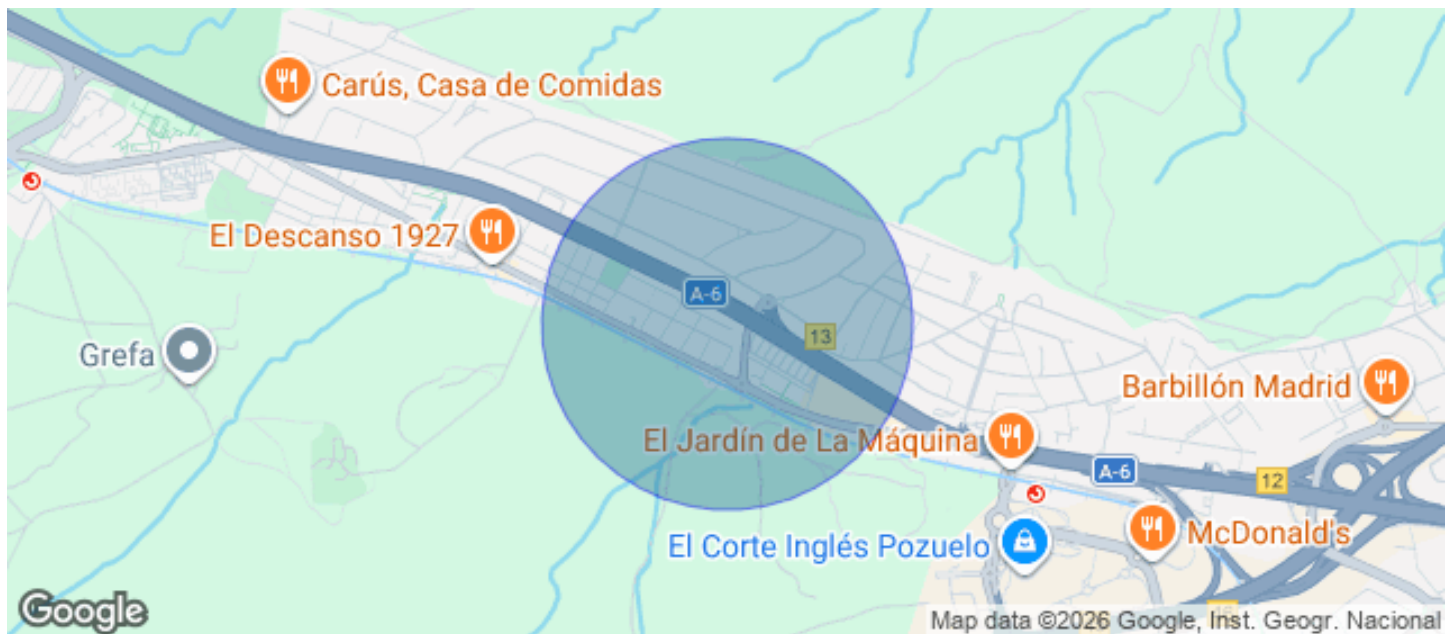 Carús, Casa de Comidas
El Descanso 1927
A-6
13
Grefa
Barbillón Madrid
El Jardín de La Máquina
A-6
12
El Corte Inglés Pozuelo
McDonald's
Google
Map data ©2026 Google, Inst. Geogr. Nacional